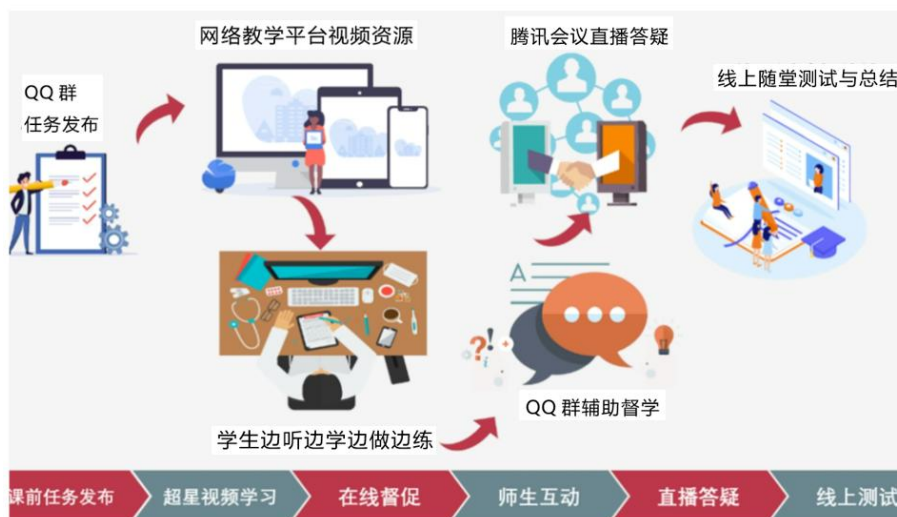 网络教学平台视频资源
腾讯会议直播答疑
线上随堂测试与总结
QQ 群
任务发布
A
学生边听边学边做边练
QQ 群辅助督学
课前任务发布
超星视频学习
在线督促
师生互动
直播答疑
线上测试